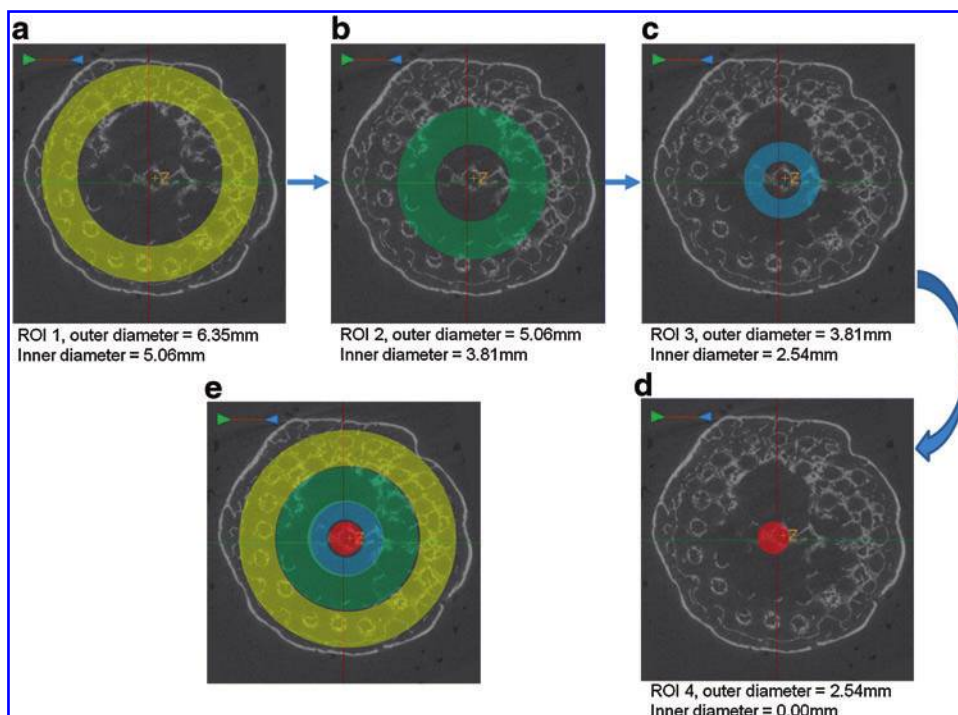 a
b
c
Z
Z
Z
ROI 1, outer diameter = 6.35mm
Inner diameter = 5.06mm
ROI 2, outer diameter = 5.06mm
Inner diameter = 3.81mm
ROI 3, outer diameter = 3.81mm
Inner diameter = 2.54mm
e
d
Z
Z
ROI 4, outer diameter = 2.54mm
Inner diameter = 0.00mm